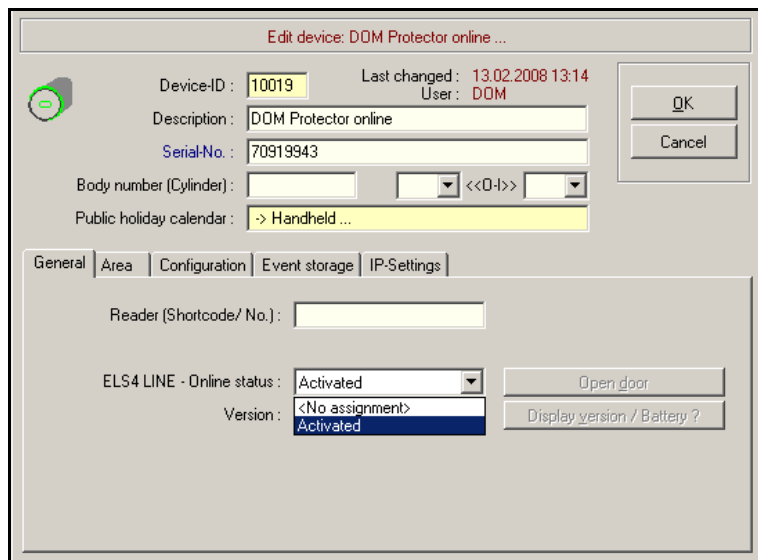 Edit device: DOM Protector online ...
Device-ID : 10019 Last changed : 13.02.2008 13:14
User : DOM
OK
Description : DOM Protector online
Cancel
Serial-No. : 70919943
Body number (Cylinder) : <<O-I>>
Public holiday calendar : -> Handheld ...
General Area Configuration Event storage IP-Settings
Reader (Shortcode/ No.) :
ELS4 LINE - Online status : Activated Open door
Version : <No assignment> Display version / Battery ?
Activated